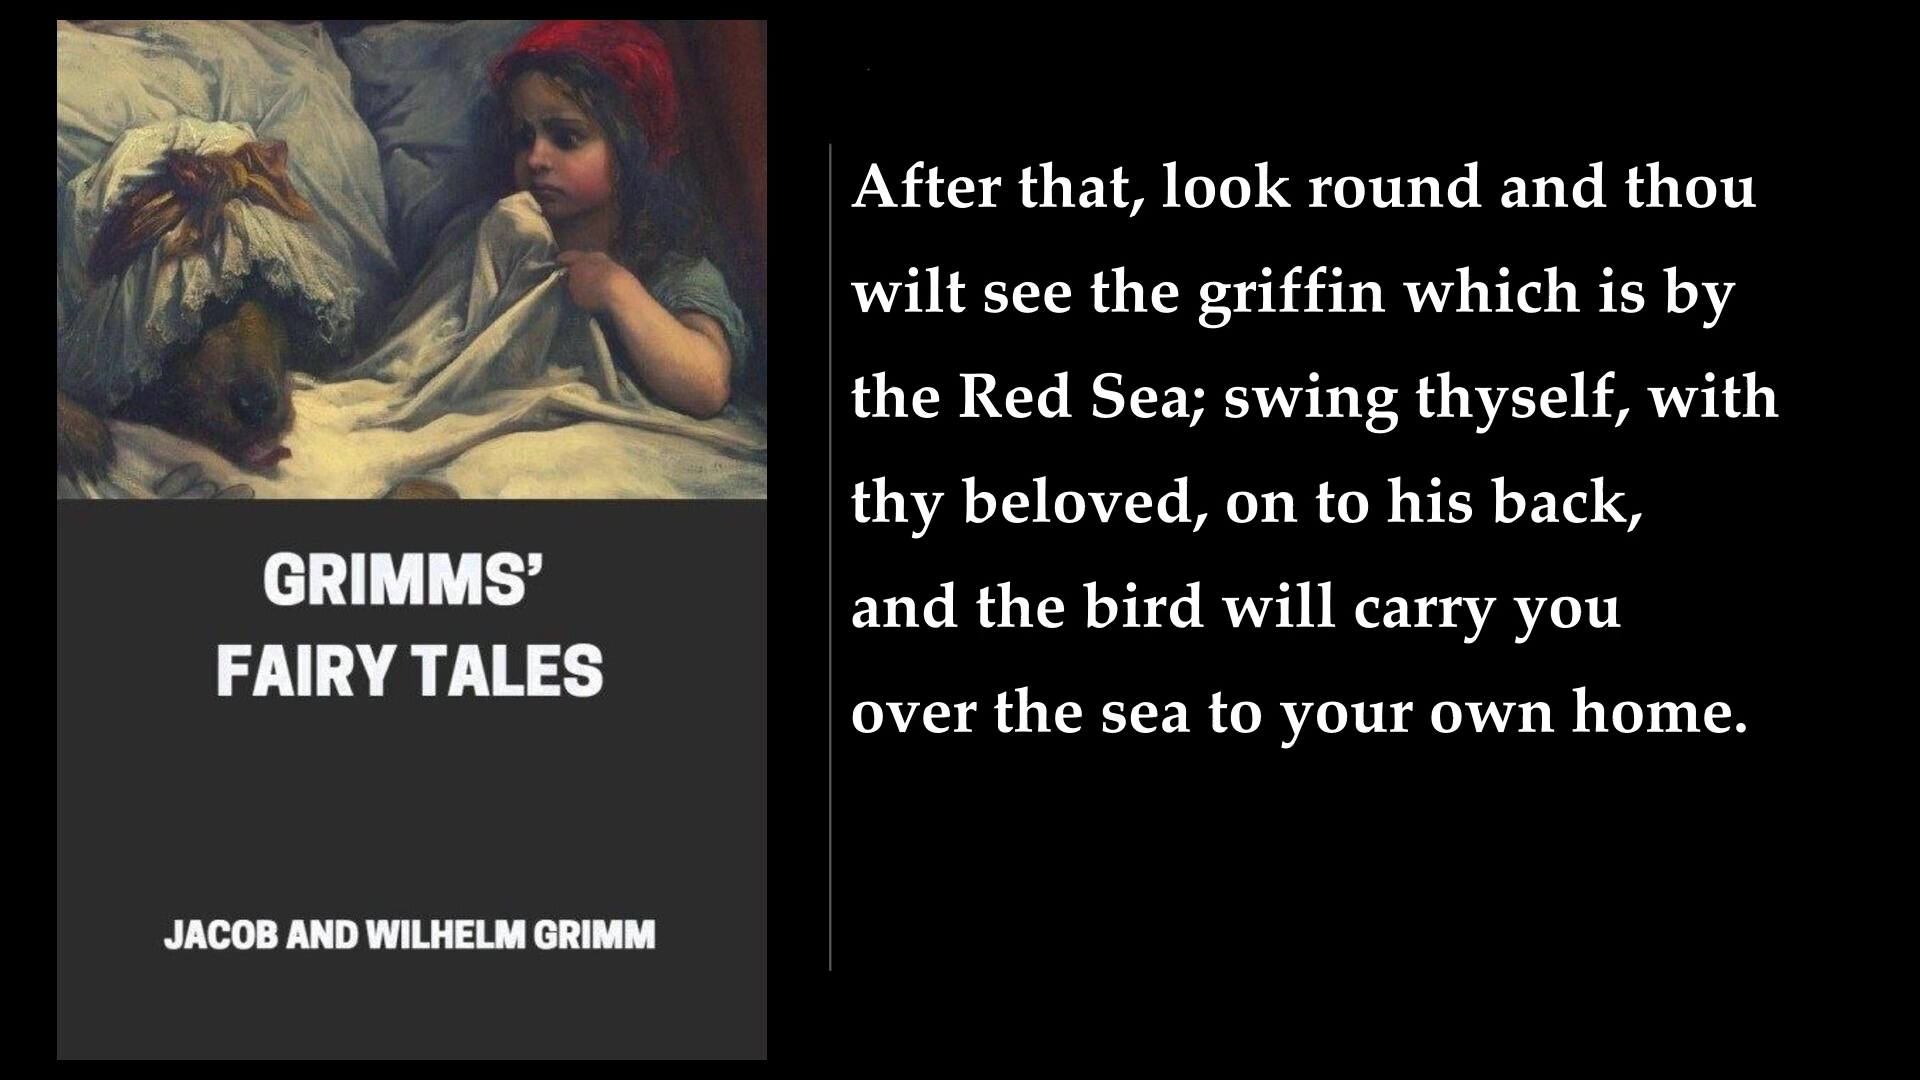 GRIMMS’
FAIRY TALES
JACOB AND WILHELM GRIMM
After that, look round and thou
wilt see the griffin which is by
the Red Sea; swing thyself, with
thy beloved, on to his back,
and the bird will carry you
over the sea to your own home.